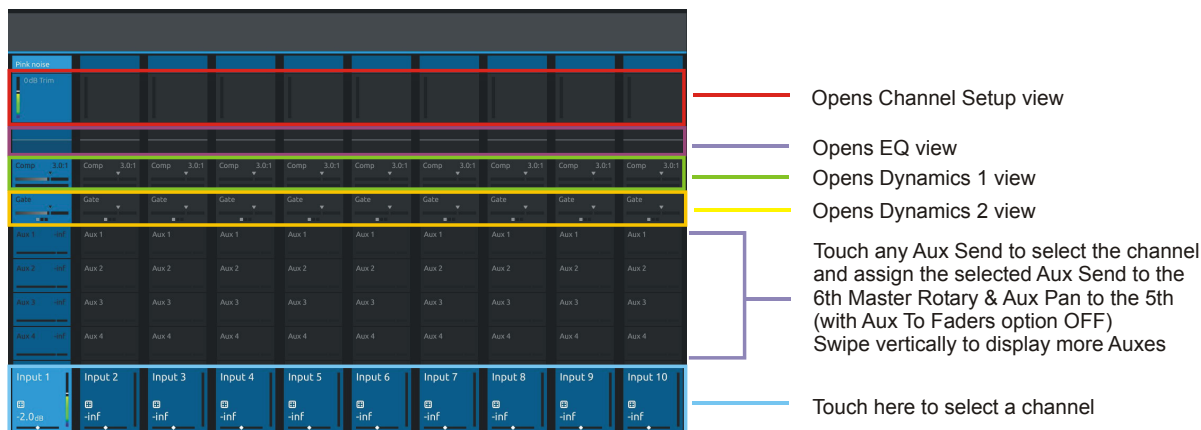 Pink noise
0dB Trim
Opens Channel Setup view
Opens EQ view
Comp 3.0:1 Comp 3.0:1 Comp 3.0:1 Comp 3.0:1 Comp 3.0:1 Comp 3.0:1 Comp 3.0:1 Comp 3.0:1 Comp 3.0:1 Comp 3.0:1
Opens Dynamics 1 view
Gate Gate Gate Gate Gate Gate Gate Gate Gate Gate
Opens Dynamics 2 view
Aux 1 -inf Aux 1 Aux 1 Aux 1 Aux 1 Aux 1 Aux 1 Aux 1 Aux 1 Aux 1
Aux 2 -inf Aux 2 Aux 2 Aux 2 Aux 2 Aux 2 Aux 2 Aux 2 Aux 2 Aux 2
Aux 3 -inf Aux 3 Aux 3 Aux 3 Aux 3 Aux 3 Aux 3 Aux 3 Aux 3 Aux 3
Aux 4 -inf Aux 4 Aux 4 Aux 4 Aux 4 Aux 4 Aux 4 Aux 4 Aux 4 Aux 4
Touch any Aux Send to select the channel
and assign the selected Aux Send to the
6th Master Rotary & Aux Pan to the 5th
(with Aux To Faders option OFF)
Swipe vertically to display more Auxes
Input 1 Input 2 Input 3 Input 4 Input 5 Input 6 Input 7 Input 8 Input 9 Input 10
-2.0dB -inf -inf -inf -inf -inf -inf -inf -inf -inf
Touch here to select a channel